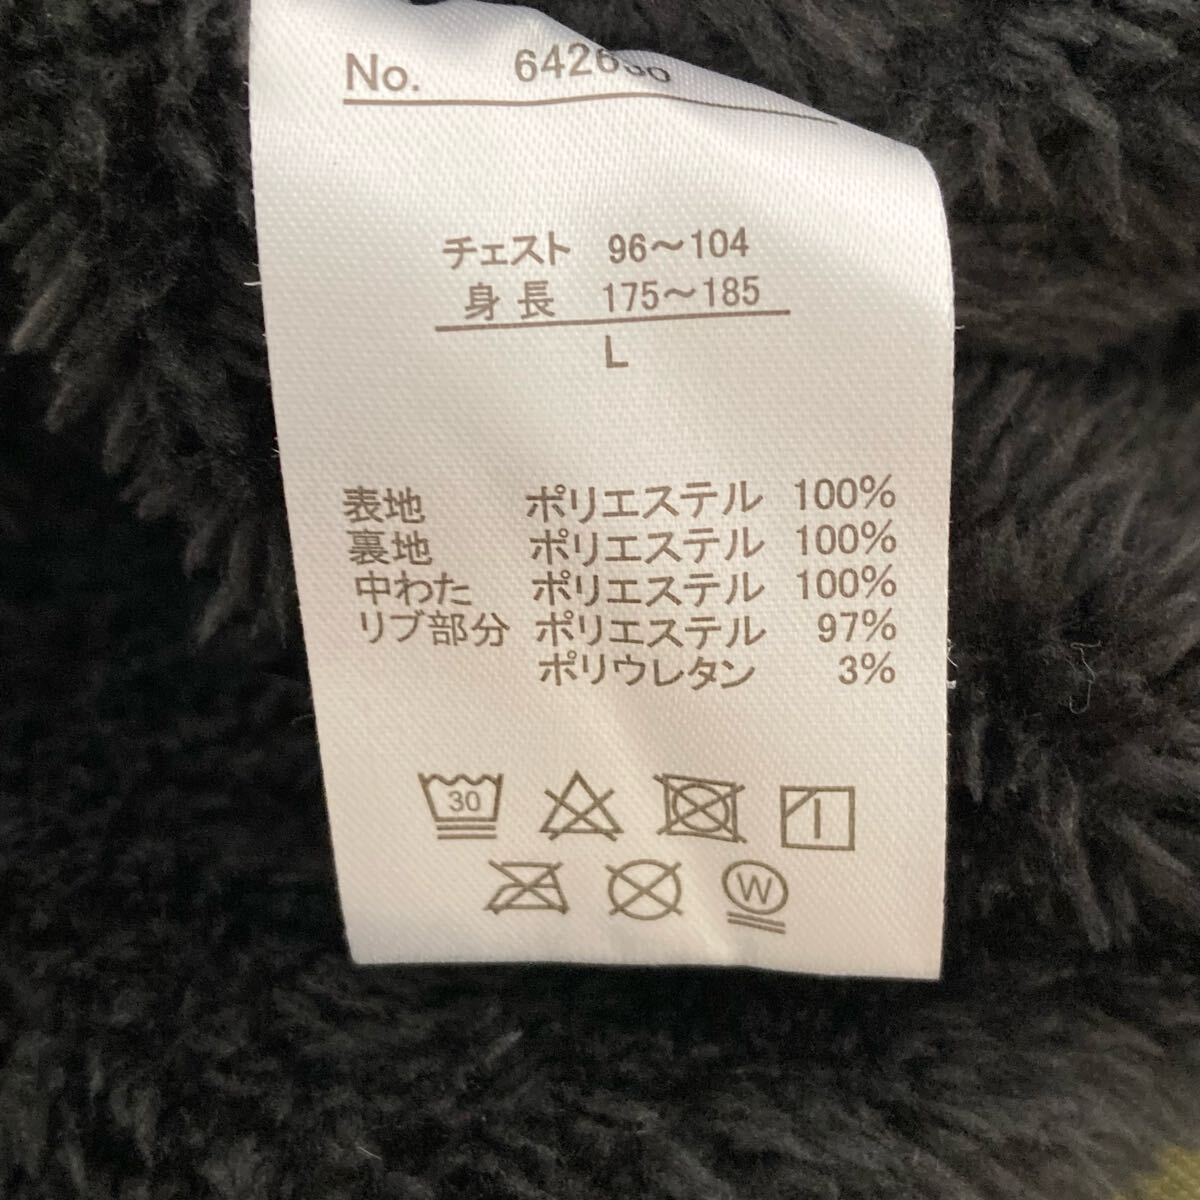 No.
チェスト 96～104
身長 175～185
L
表地 ポリエステル 100%
裏地 ポリエステル 100%
中わた ポリエステル 100%
リブ部分 ポリエステル 97%
ポリウレタン 3%
30
W